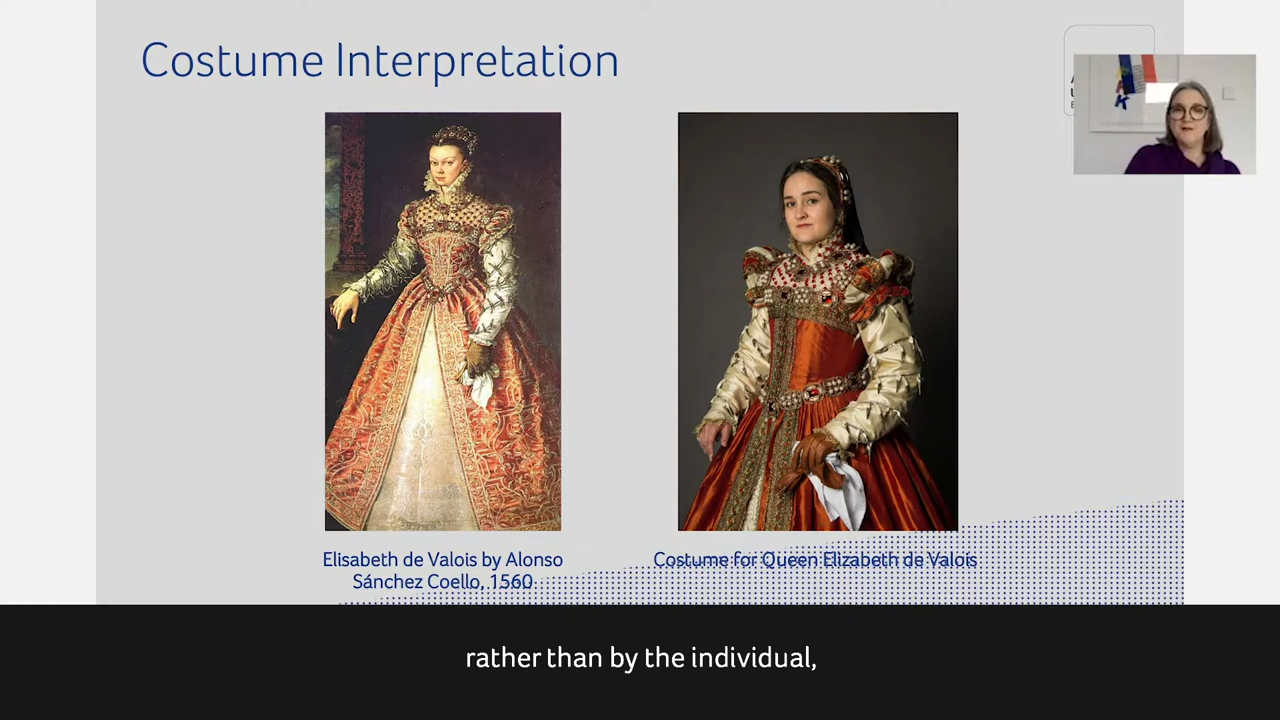 Costume Interpretation
Elisabeth de Valois by Alonso
Sánchez Coello, 1560
Costume for Queen Elizabeth de Valois
rather than by the individual,